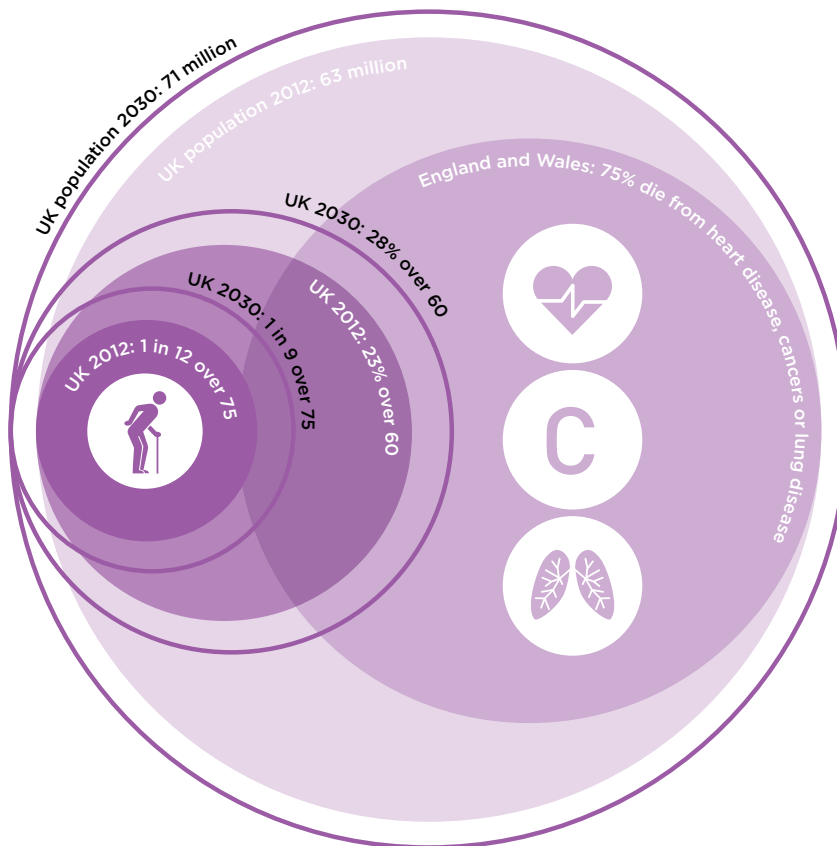 UK population 2030: 71 million
UK population 2012: 63 million
England and Wales: 75% die from heart disease, cancers or lung disease
UK 2030: 28% over 60
UK 2012: 23% over 60
UK 2030: 1 in 9 over 75
UK 2012: 1 in 12 over 75
C